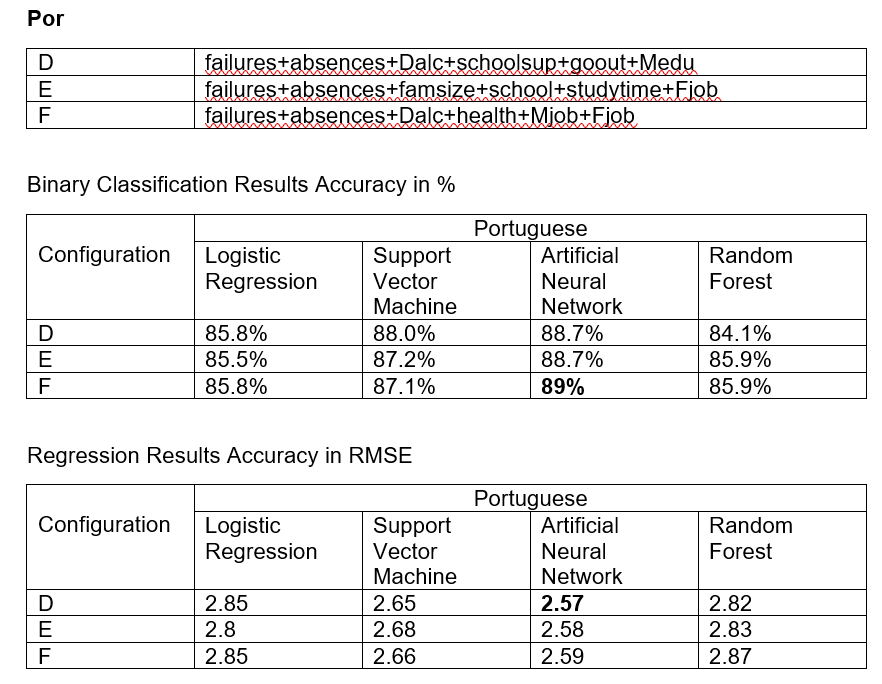 Por
D failures+absences+Dalc+schoolsup+goout+Medu
E failures+absences+famsize+school+studytime+Fjob
F failures+absences+Dalc+health+Mjob+Fjob
Binary Classification Results Accuracy in %
Portuguese
Configuration Logistic Support Artificial Random
Regression Vector Neural Forest
Machine Network
D 85.8% 88.0% 88.7% 84.1%
E 85.5% 87.2% 88.7% 85.9%
F 85.8% 87.1% 89% 85.9%
Regression Results Accuracy in RMSE
Portuguese
Configuration Logistic Support Artificial Random
Regression Vector Neural Forest
Machine Network
D 2.85 2.65 2.57 2.82
E 2.8 2.68 2.58 2.83
F 2.85 2.66 2.59 2.87